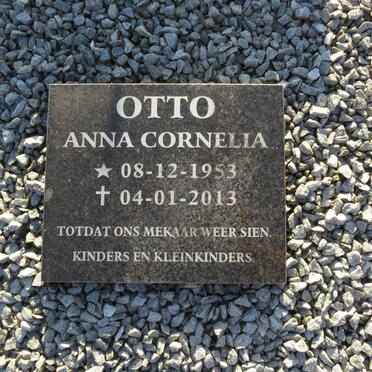 OTTO
ANNA CORNELIA
★ 08-12-1953
✝ 04-01-2013
TOTDAT ONS MEKAAR WEER SIEN.
KINDERS EN KLEINKINDERS.